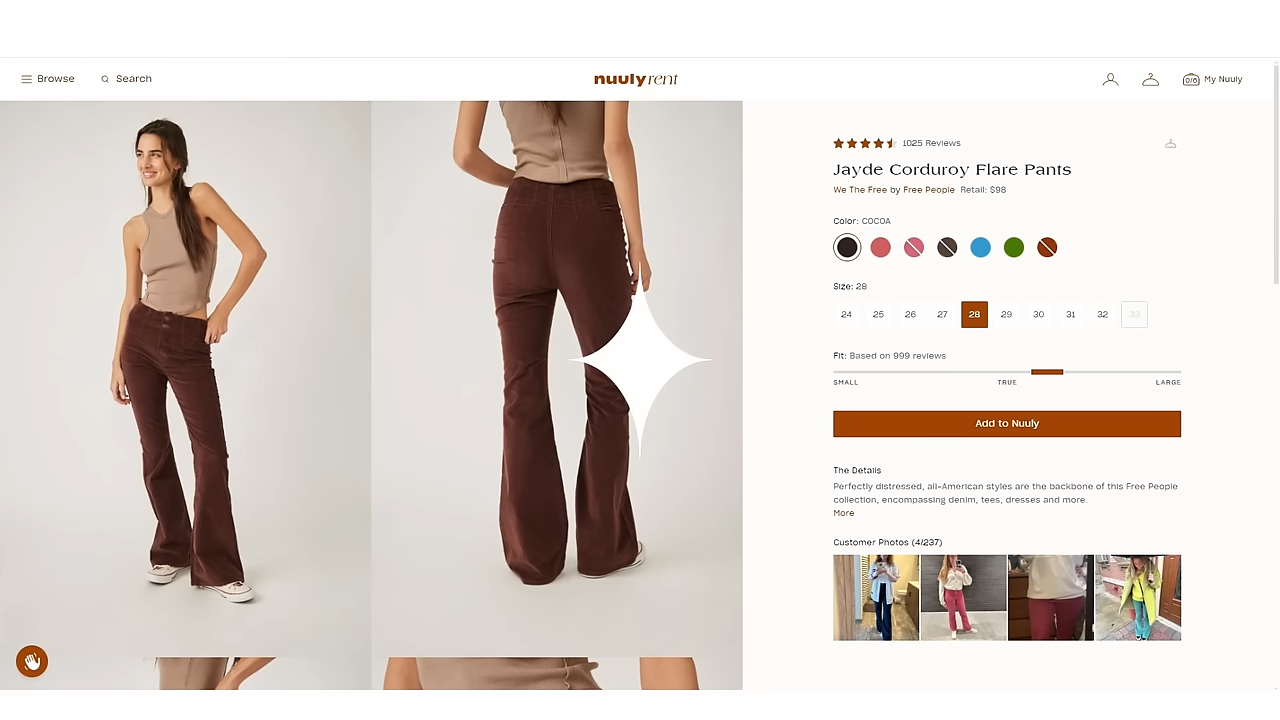 Browse
Search
nuuly rent
0/6
My Nuuly
1025 Reviews
Jayde Corduroy Flare Pants
We The Free by Free People Retail: $98
Color: COCOA
Size: 28
24 25 26 27 28 29 30 31 32 33
Fit: Based on 999 reviews
SMALL TRUE LARGE
Add to Nuuly
The Details
Perfectly distressed, all-American styles are the backbone of this Free People
collection, encompassing denim, tees, dresses and more.
More
Customer Photos (4/237)